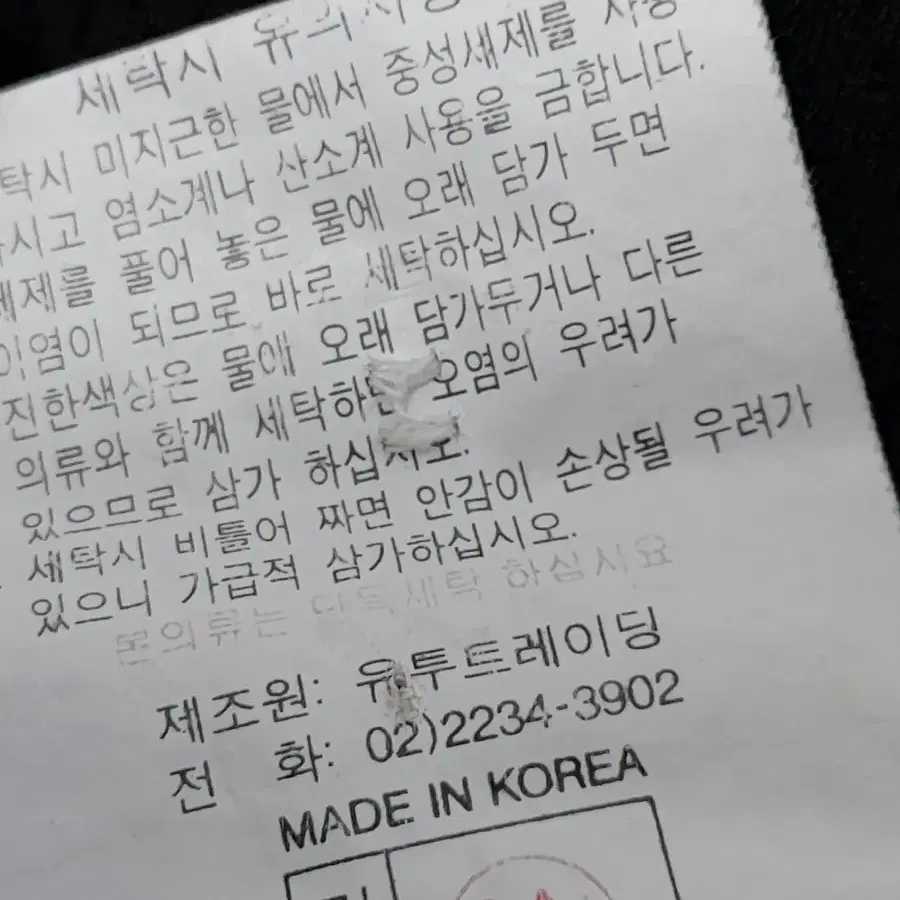 세탁시 유의사항
탁시 미지근한 물에서 중성세제를 사용
하시고 염소계나 산소계 사용을 금합니다.
세제를 풀어 놓은 물에 오래 담가 두면
이염이 되므로 바로 세탁하십시오.
진한색상은 물에 오래 담가두거나 다른
의류와 함께 세탁하면 오염의 우려가
있으므로 삼가 하십시오.
세탁시 비틀어 짜면 안감이 손상될 우려가
있으니 가급적 삼가하십시오.
본의류는 단독세탁 하십시요
제조원: 유투트레이딩
전 화: 02)2234-3902
MADE IN KOREA